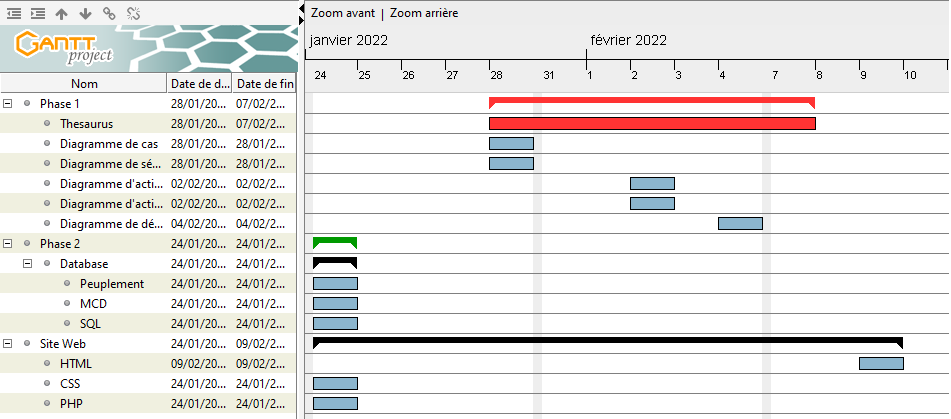 Zoom avant | Zoom arrière
GANTT project
janvier 2022 février 2022
24 25 26 27 28 31 1 2 3 4 7 8 9 10
Nom Date de d... Date de fin
Phase 1 28/01/20... 07/02/2...
Thesaurus 28/01/20... 07/02/2...
Diagramme de cas 28/01/20... 28/01/2...
Diagramme de sé... 28/01/20... 28/01/2...
Diagramme d'acti... 02/02/20... 02/02/2...
Diagramme d'acti... 02/02/20... 02/02/2...
Diagramme de dé... 04/02/20... 04/02/2...
Phase 2 24/01/20... 24/01/2...
Database 24/01/20... 24/01/2...
Peuplement 24/01/20... 24/01/2...
MCD 24/01/20... 24/01/2...
SQL 24/01/20... 24/01/2...
Site Web 24/01/20... 09/02/2...
HTML 09/02/20... 09/02/2...
CSS 24/01/20... 24/01/2...
PHP 24/01/20... 24/01/2...